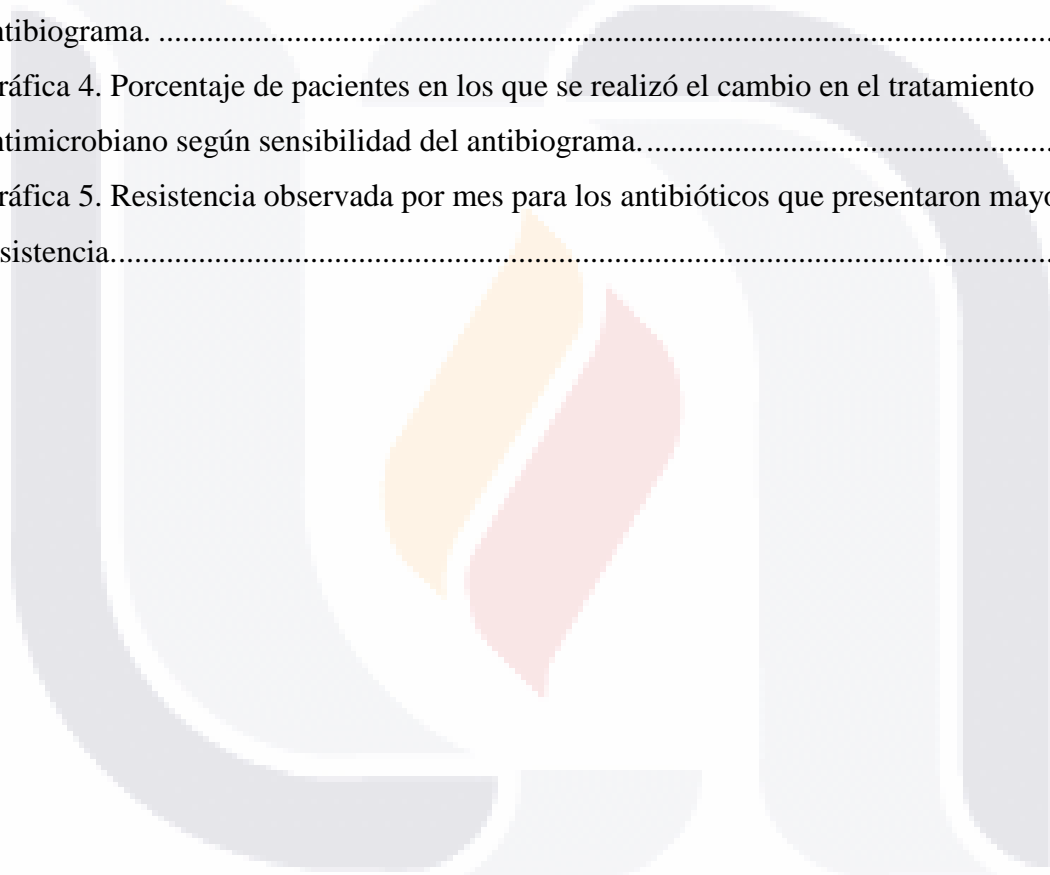 ntibiograma. ........................................................................................................................
ráfica 4. Porcentaje de pacientes en los que se realizó el cambio en el tratamiento
ntimicrobiano según sensibilidad del antibiograma. ....................................................
ráfica 5. Resistencia observada por mes para los antibióticos que presentaron mayo
sistencia. ........................................................................................................................